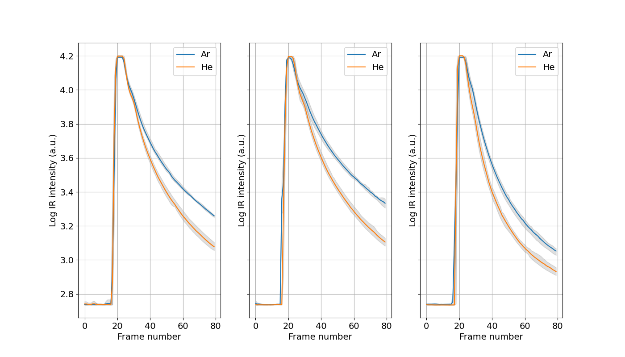 4.2
4.0
3.8
3.6
3.4
3.2
3.0
2.8
Log IR intensity (a.u.)
0 20 40 60 80
Frame number
Ar
He
Log IR intensity (a.u.)
0 20 40 60 80
Frame number
Ar
He
Log IR intensity (a.u.)
0 20 40 60 80
Frame number
Ar
He